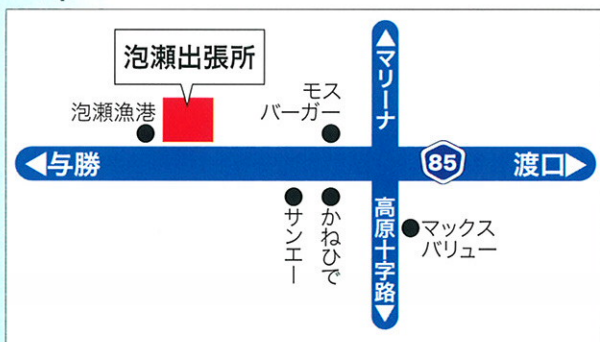 泡瀬出張所
泡瀬漁港
モス
バーガー
▲マリーナ
◀与勝
85
渡口▶
サンエー
かねひで
高原十字路▼
マックス
バリュー